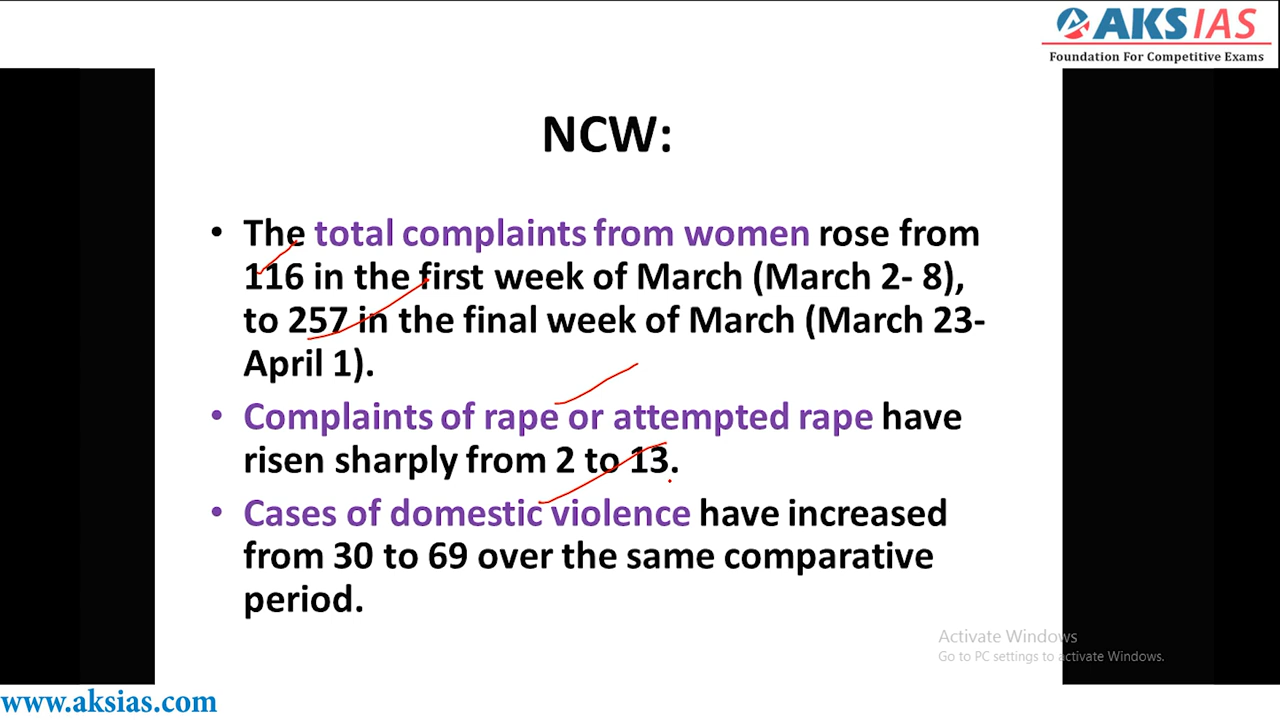 AKS IAS
Foundation For Competitive Exams
NCW:
• The total complaints from women rose from
116 in the first week of March (March 2- 8),
to 257 in the final week of March (March 23-
April 1).
• Complaints of rape or attempted rape have
risen sharply from 2 to 13.
• Cases of domestic violence have increased
from 30 to 69 over the same comparative
period.
Activate Windows
Go to PC settings to activate Windows.
www.aksias.com